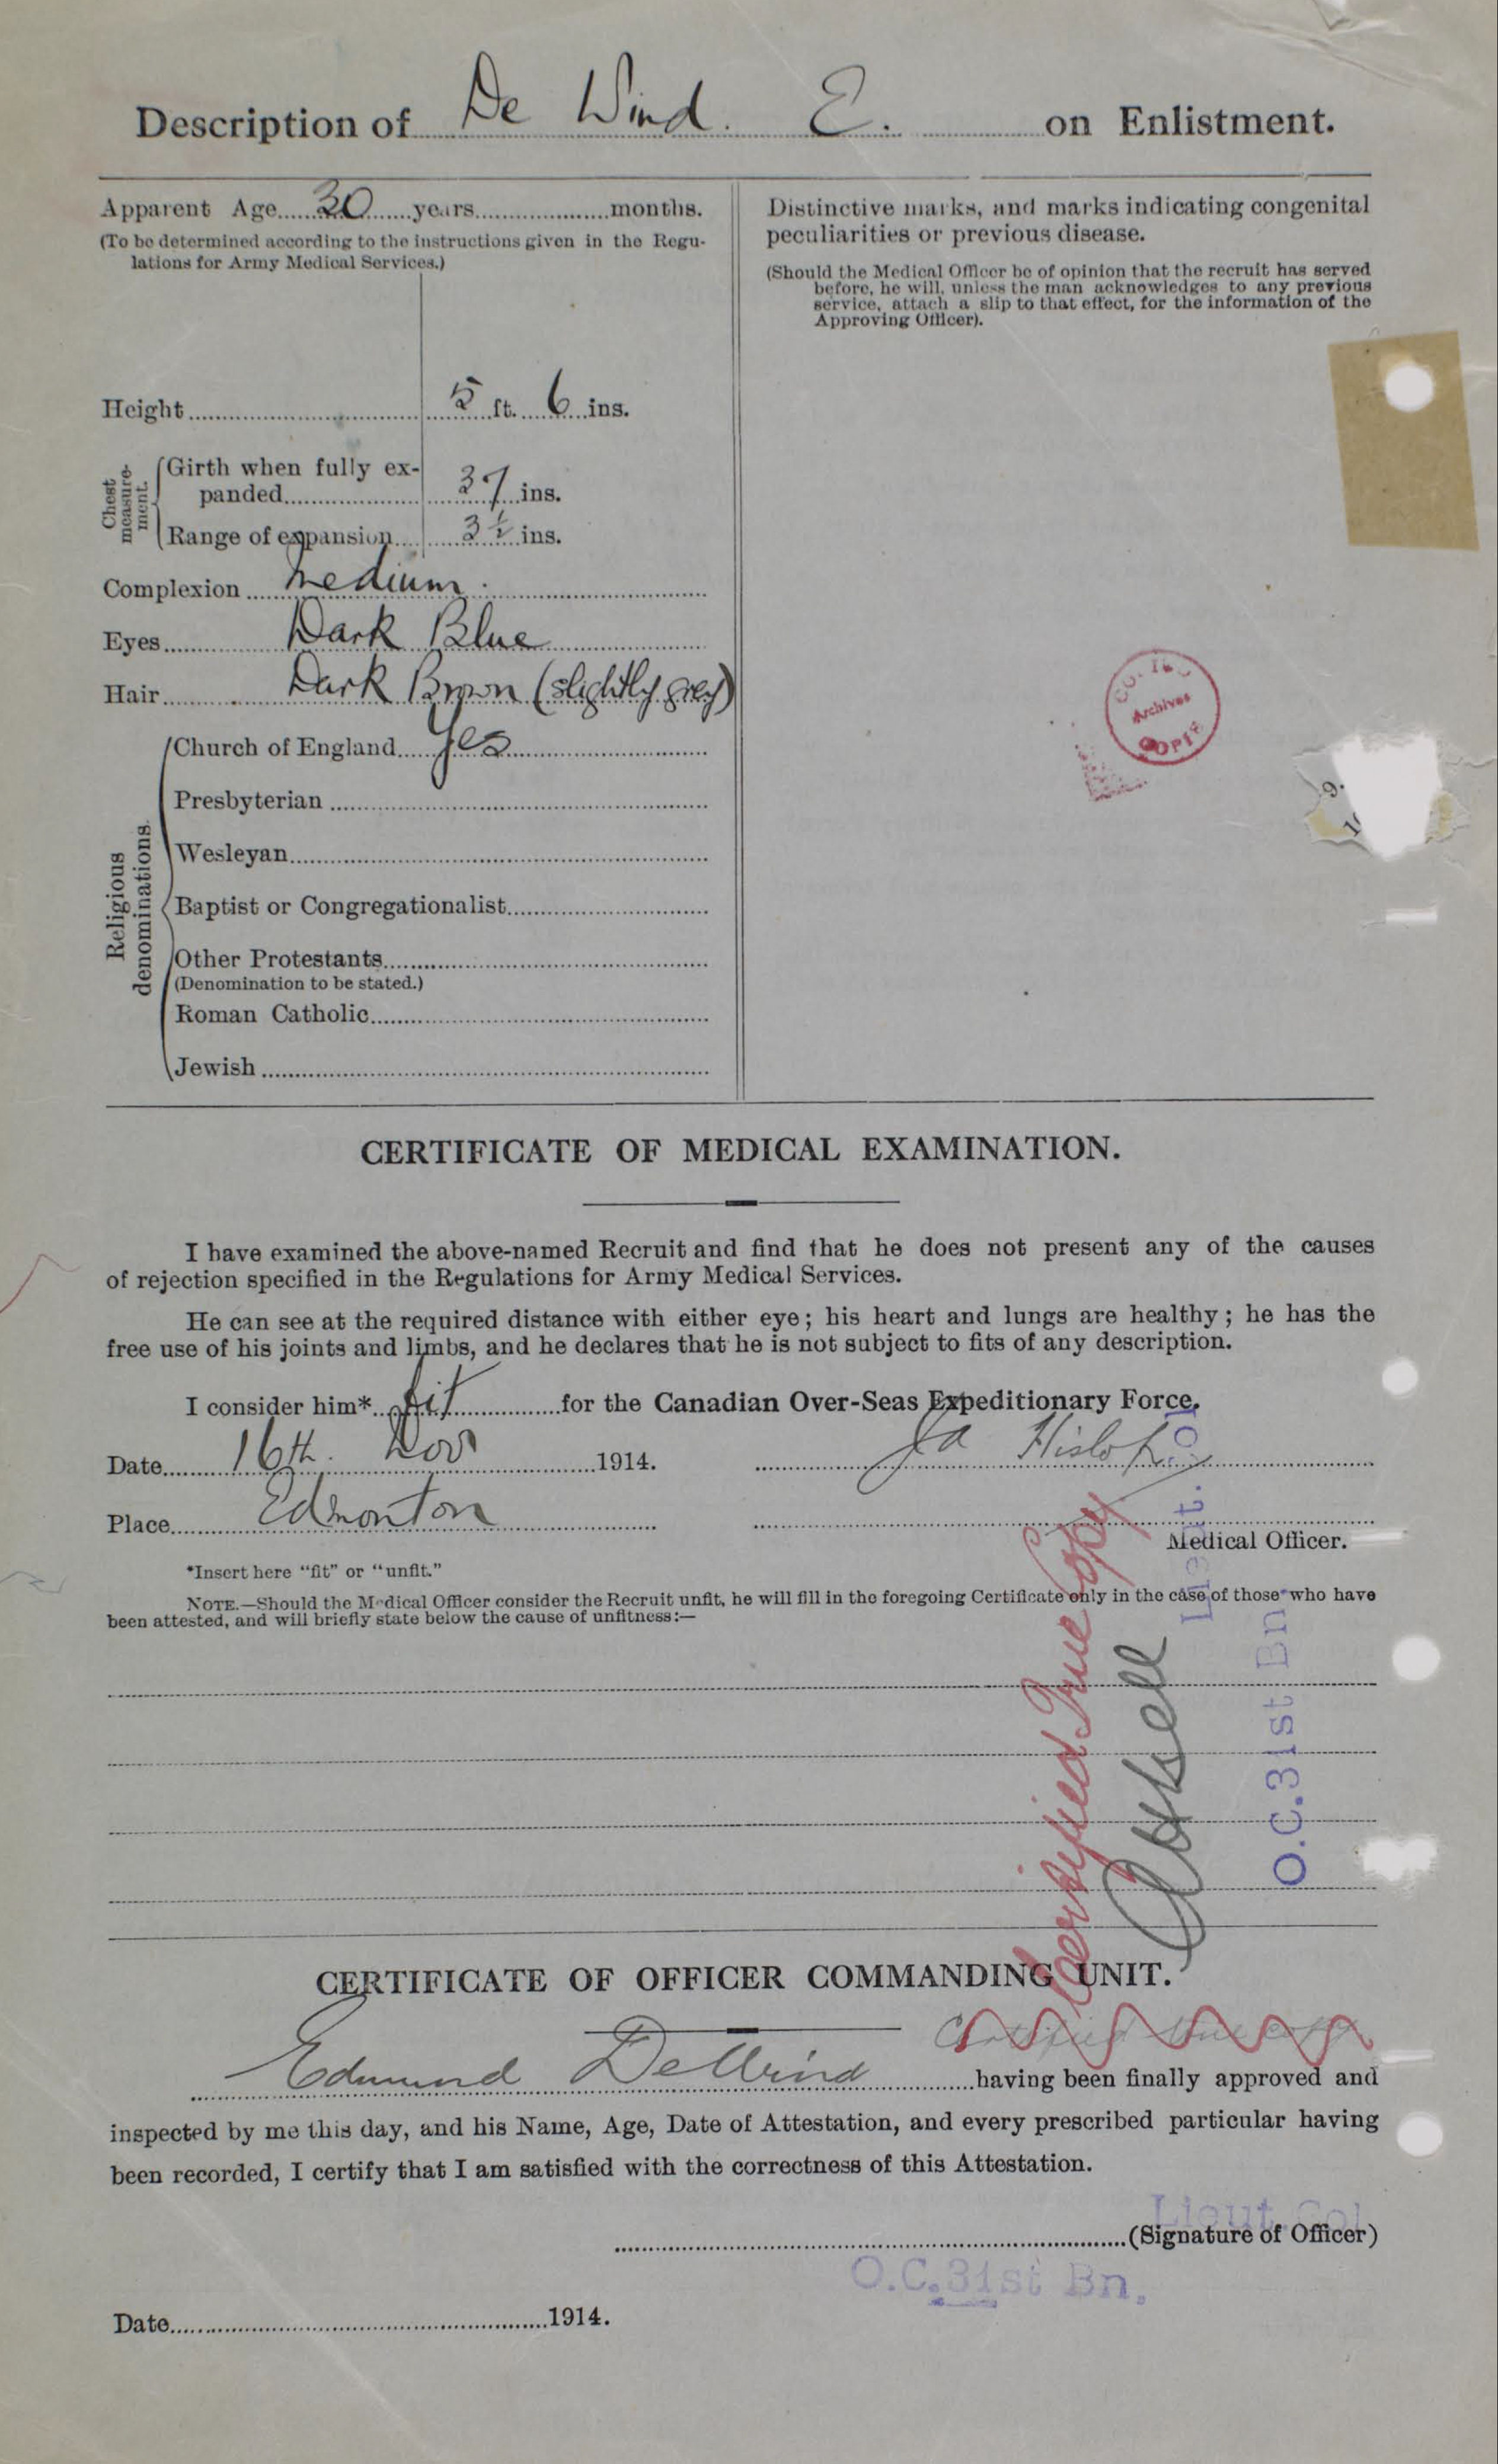 Description of De Wind. E. on Enlistment.
Apparent Age 30 years months.
(To be determined according to the instructions given in the Regu-
lations for Army Medical Services.)
Height 5 ft. 6 ins.
Chest measure-ment.
Girth when fully ex-
panded 37 ins.
Range of expansion 3½ ins.
Complexion medium.
Eyes Dark Blue
Hair Dark Brown (slightly grey)
Religious denominations.
Church of England Yes
Presbyterian
Wesleyan
Baptist or Congregationalist
Other Protestants
(Denomination to be stated.)
Roman Catholic
Jewish
Distinctive marks, and marks indicating congenital
peculiarities or previous disease.
(Should the Medical Officer be of opinion that the recruit has served
before, he will, unless the man acknowledges to any previous
service, attach a slip to that effect, for the information of the
Approving Officer).
Archives
CERTIFICATE OF MEDICAL EXAMINATION.
I have examined the above-named Recruit and find that he does not present any of the causes
of rejection specified in the Regulations for Army Medical Services.
He can see at the required distance with either eye; his heart and lungs are healthy; he has the
free use of his joints and limbs, and he declares that he is not subject to fits of any description.
I consider him* fit for the Canadian Over-Seas Expeditionary Force.
Date 16th. Nov 1914. Hislop
Place Edmonton
Medical Officer.
*Insert here "fit" or "unfit."
NOTE.—Should the Medical Officer consider the Recruit unfit, he will fill in the foregoing Certificate only in the case of those who have
been attested, and will briefly state below the cause of unfitness:—
Certified True Copy
O.C.31st Bn
CERTIFICATE OF OFFICER COMMANDING UNIT.
Certified true copy
Edmund DeWind having been finally approved and
inspected by me this day, and his Name, Age, Date of Attestation, and every prescribed particular having
been recorded, I certify that I am satisfied with the correctness of this Attestation.
Lieut. Col
(Signature of Officer)
O.C.31st Bn.
Date 1914.